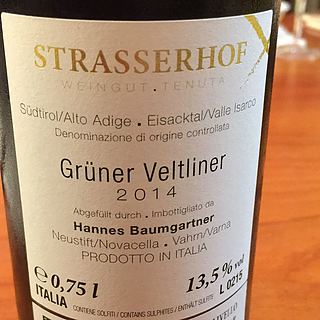 STRASSERHOF
WEINGUT . TENUTA
Südtirol/Alto Adige . Eisacktal/Valle Isarco
Denominazione di origine controllata
Grüner Veltliner
2014
Abgefüllt durch . Imbottigliato da
Hannes Baumgartner
Neustift/Novacella . Vahrn/Varna
PRODOTTO IN ITALIA
e 0,75 l
13,5% vol
ITALIA
CONTIENE SOLFITI / CONTAINS SULPHITES / ENTHÄLT SULFITE
L 0215